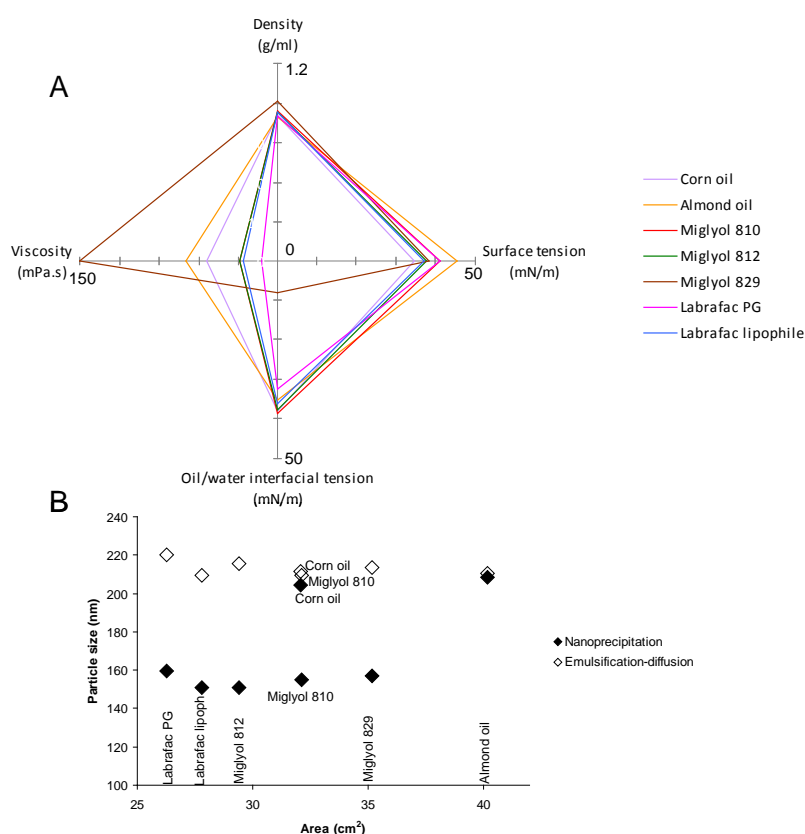 Density
(g/ml)
1.2
A
Corn oil
Almond oil
Miglyol 810
Miglyol 812
Miglyol 829
Labrafac PG
Labrafac lipophile
Viscosity
(mPa.s)
150
0
Surface tension
50
(mN/m)
50
Oil/water interfacial tension
(mN/m)
B
240
220
200
180
160
140
120
100
Particle size (nm)
Corn oil
Miglyol 810
Corn oil
Miglyol 810
Labrafac PG
Labrafac lipoph
Miglyol 812
Miglyol 829
Almond oil
Nanoprecipitation
Emulsification-diffusion
25
30
35
40
Area (cm²)